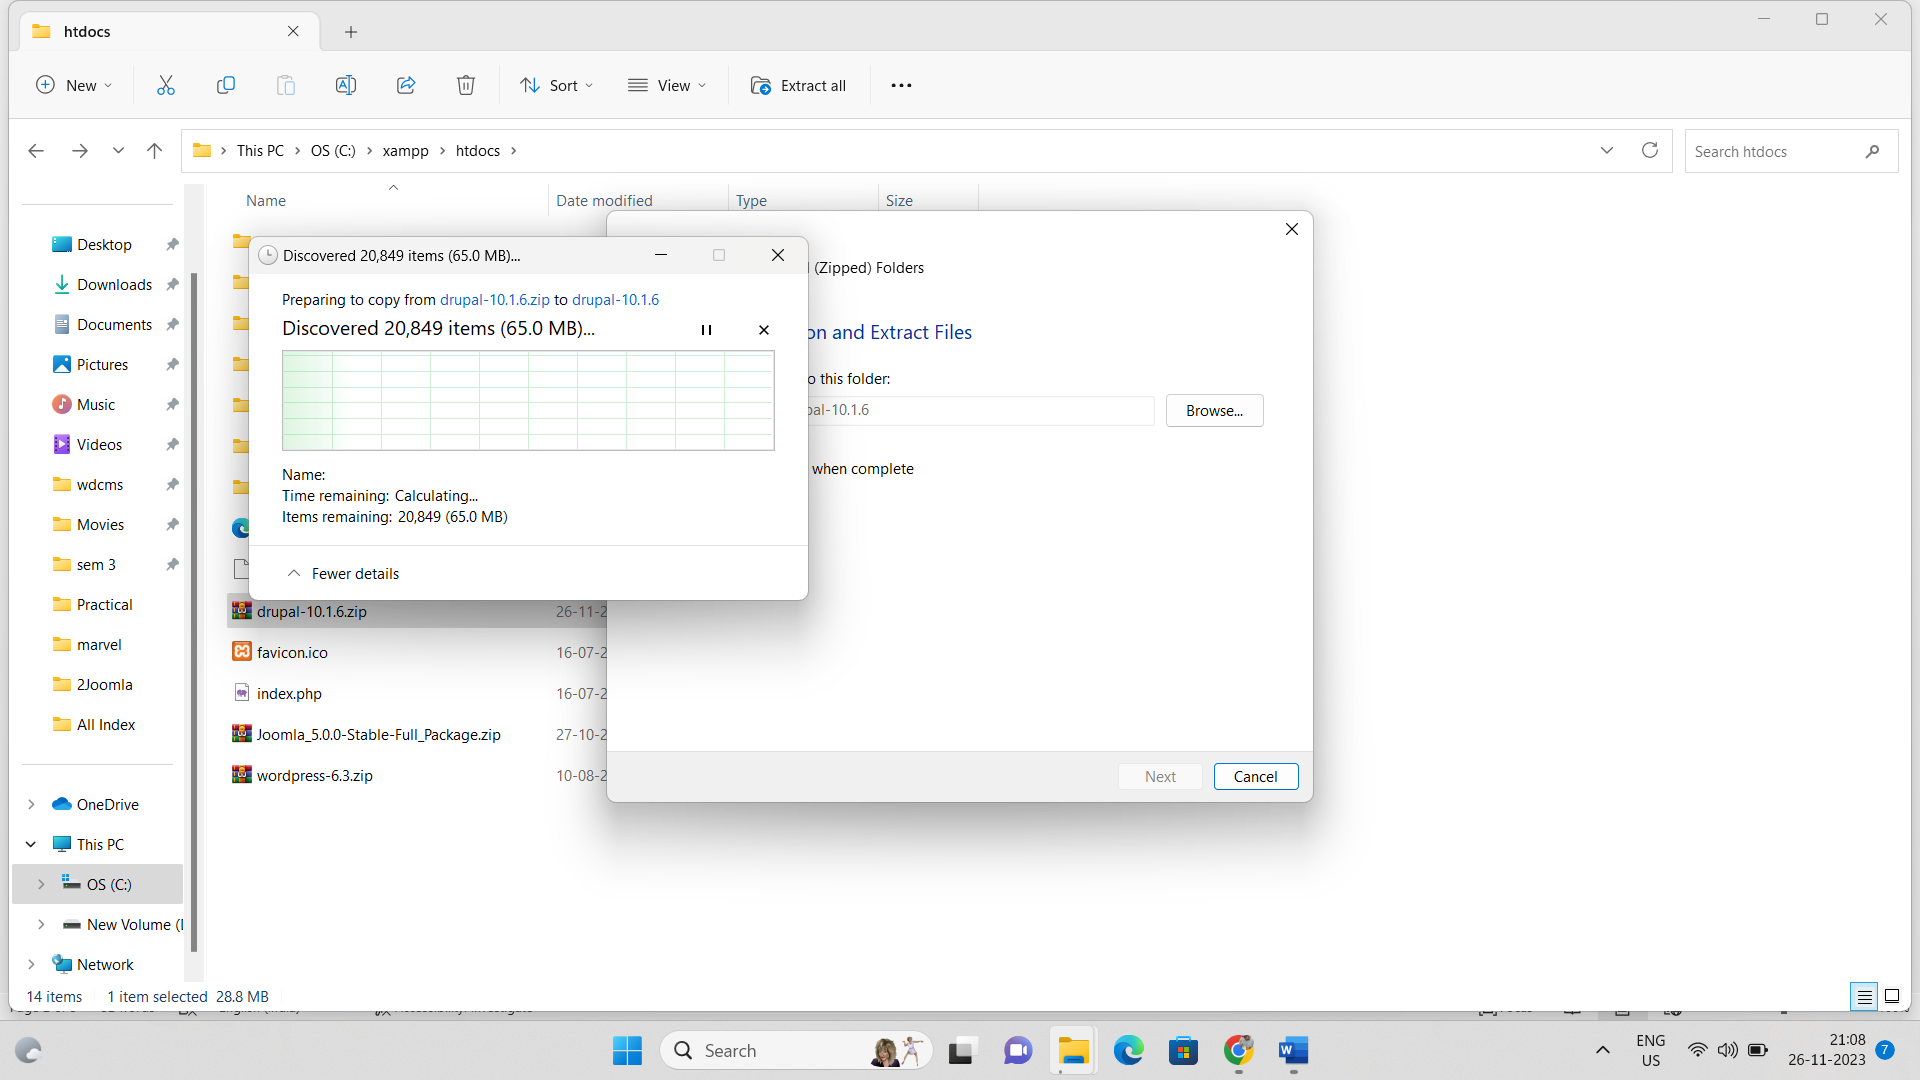 htdocs
New
Sort
View
Extract all
This PC
OS (C:)
xampp
htdocs
Search htdocs
Name
Date modified
Type
Size
Desktop
Downloads
Documents
Pictures
Music
Videos
wdcms
Movies
sem 3
Practical
marvel
2Joomla
All Index
OneDrive
This PC
OS (C:)
New Volume (
Network
Discovered 20,849 items (65.0 MB)...
Preparing to copy from drupal-10.1.6.zip to drupal-10.1.6
Discovered 20,849 items (65.0 MB)...
Name:
Time remaining: Calculating...
Items remaining: 20,849 (65.0 MB)
Fewer details
(Zipped) Folders
on and Extract Files
o this folder:
pal-10.1.6
Browse...
when complete
Next
Cancel
drupal-10.1.6.zip 26-11-2
favicon.ico 16-07-2
index.php 16-07-2
Joomla_5.0.0-Stable-Full_Package.zip 27-10-2
wordpress-6.3.zip 10-08-2
14 items 1 item selected 28.8 MB
Search
W
ENG
US
21:08
26-11-2023
7